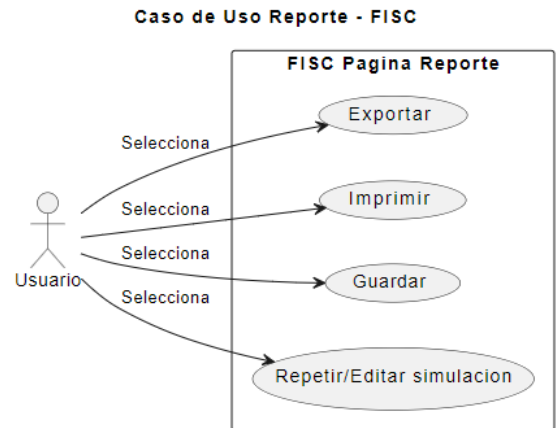 Caso de Uso Reporte - FISC
FISC Pagina Reporte
Exportar
Selecciona
Imprimir
Selecciona
Selecciona
Guardar
Usuario
Selecciona
Repetir/Editar simulacion